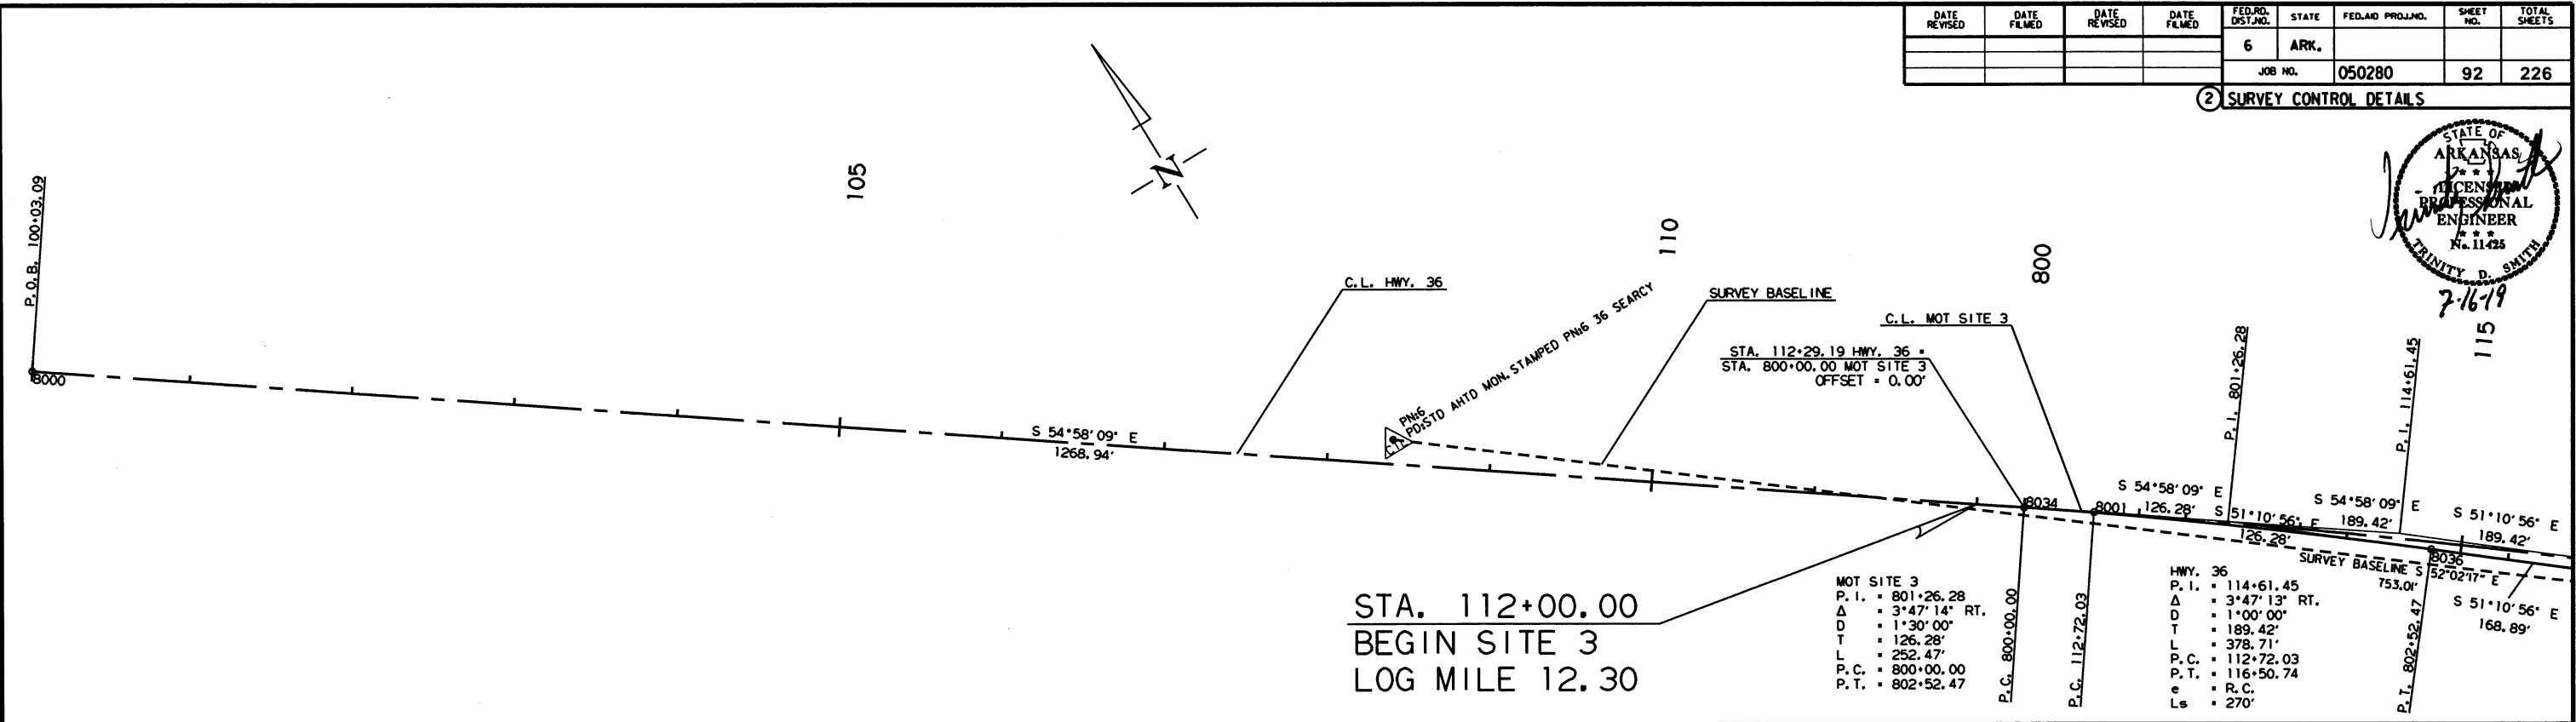 DATE REVISED
DATE FILMED
DATE REVISED
DATE FILMED
FED.RD. DIST.NO.
STATE
FED.AID PROJ.NO.
SHEET NO.
TOTAL SHEETS
6
ARK.
JOB NO.
050280
92
226
2 SURVEY CONTROL DETAILS
STATE OF
ARKANSAS
* * *
LICENSED
PROFESSIONAL
ENGINEER
* * *
No. 11425
TRINITY D. SMITH
7-16-19
N
P.O.B. 100+03.09
8000
105
110
800
115
S 54°58'09" E
1268.94'
C.L. HWY. 36
PN:6
PD:STD AHTD MON. STAMPED PN:6 36 SEARCY
SURVEY BASELINE
C.L. MOT SITE 3
STA. 112+29.19 HWY. 36 =
STA. 800+00.00 MOT SITE 3
OFFSET = 0.00'
8034
8001
P.I. 801+26.28
P.I. 114+61.45
S 54°58'09" E
126.28'
S 51°10'56" E
126.28'
S 54°58'09" E
189.42'
S 51°10'56" E
189.42'
8036
SURVEY BASELINE S 52°02'17" E
753.01'
S 51°10'56" E
168.89'
STA. 112+00.00
BEGIN SITE 3
LOG MILE 12.30
MOT SITE 3
P.I. = 801+26.28
Δ = 3°47'14" RT.
D = 1°30'00"
T = 126.28'
L = 252.47'
P.C. = 800+00.00
P.T. = 802+52.47
P.C. 800+00.00
P.C. 112+72.03
HWY. 36
P.I. = 114+61.45
Δ = 3°47'13" RT.
D = 1°00'00"
T = 189.42'
L = 378.71'
P.C. = 112+72.03
P.T. = 116+50.74
e = R.C.
Ls = 270'
P.T. 802+52.47